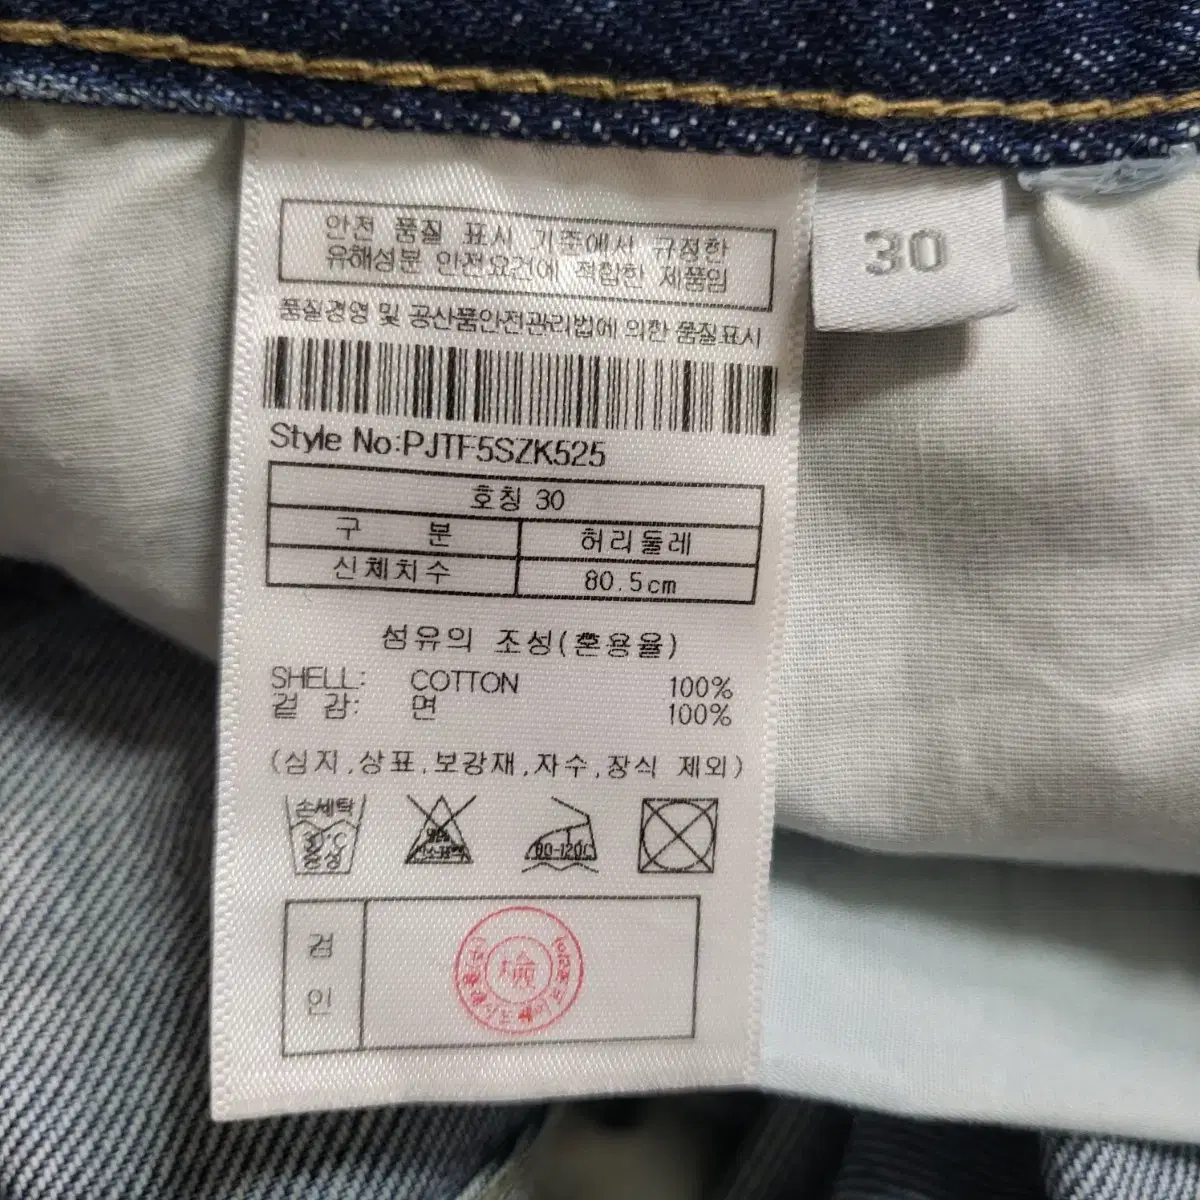 안전 품질 표시 기준에서 규정한
유해성분 안전요건에 적합한 제품임
30
품질경영 및 공산품안전관리법에 의한 품질표시
Style No:PJTF5SZK525
호칭 30
구 분 허리둘레
신체치수 80.5cm
섬유의 조성(혼용율)
SHELL: COTTON 100%
겉 감: 면 100%
(심지,상표,보강재,자수,장식 제외)
손세탁
80-120C
검
인
檢